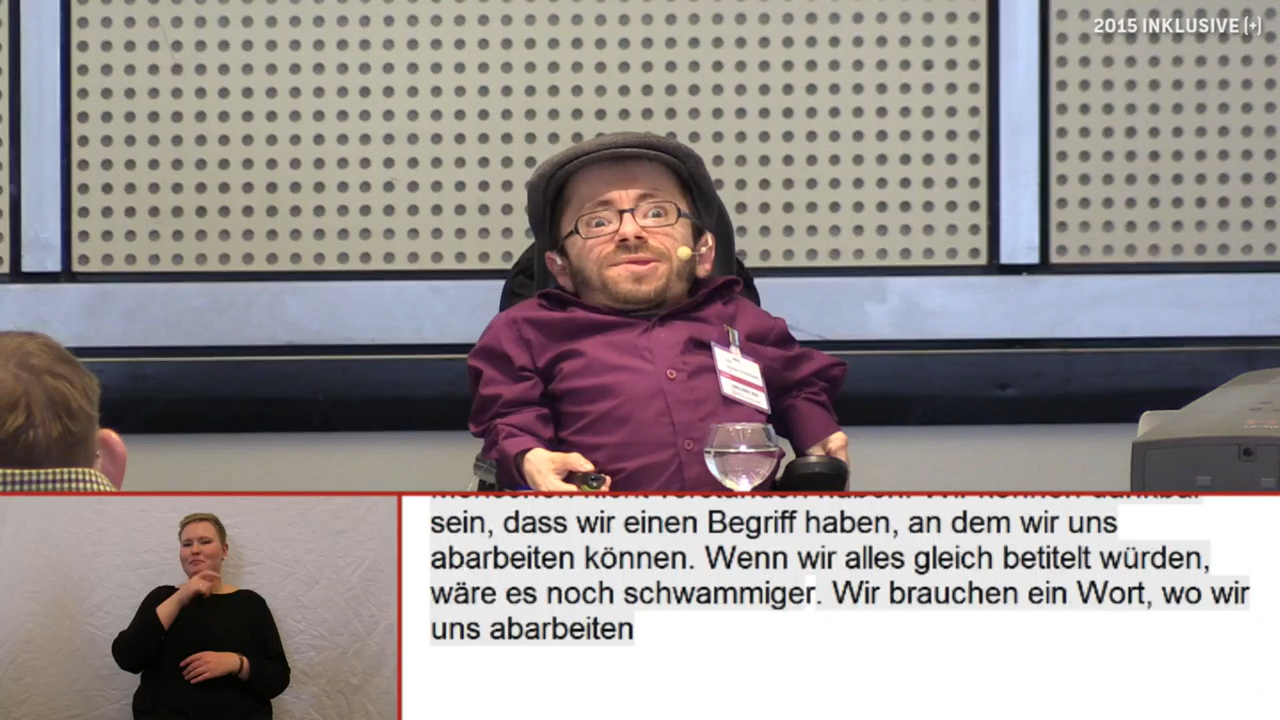 2015 INKLUSIVE (+)
sein, dass wir einen Begriff haben, an dem wir uns
abarbeiten können. Wenn wir alles gleich betitelt würden,
wäre es noch schwammiger. Wir brauchen ein Wort, wo wir
uns abarbeiten